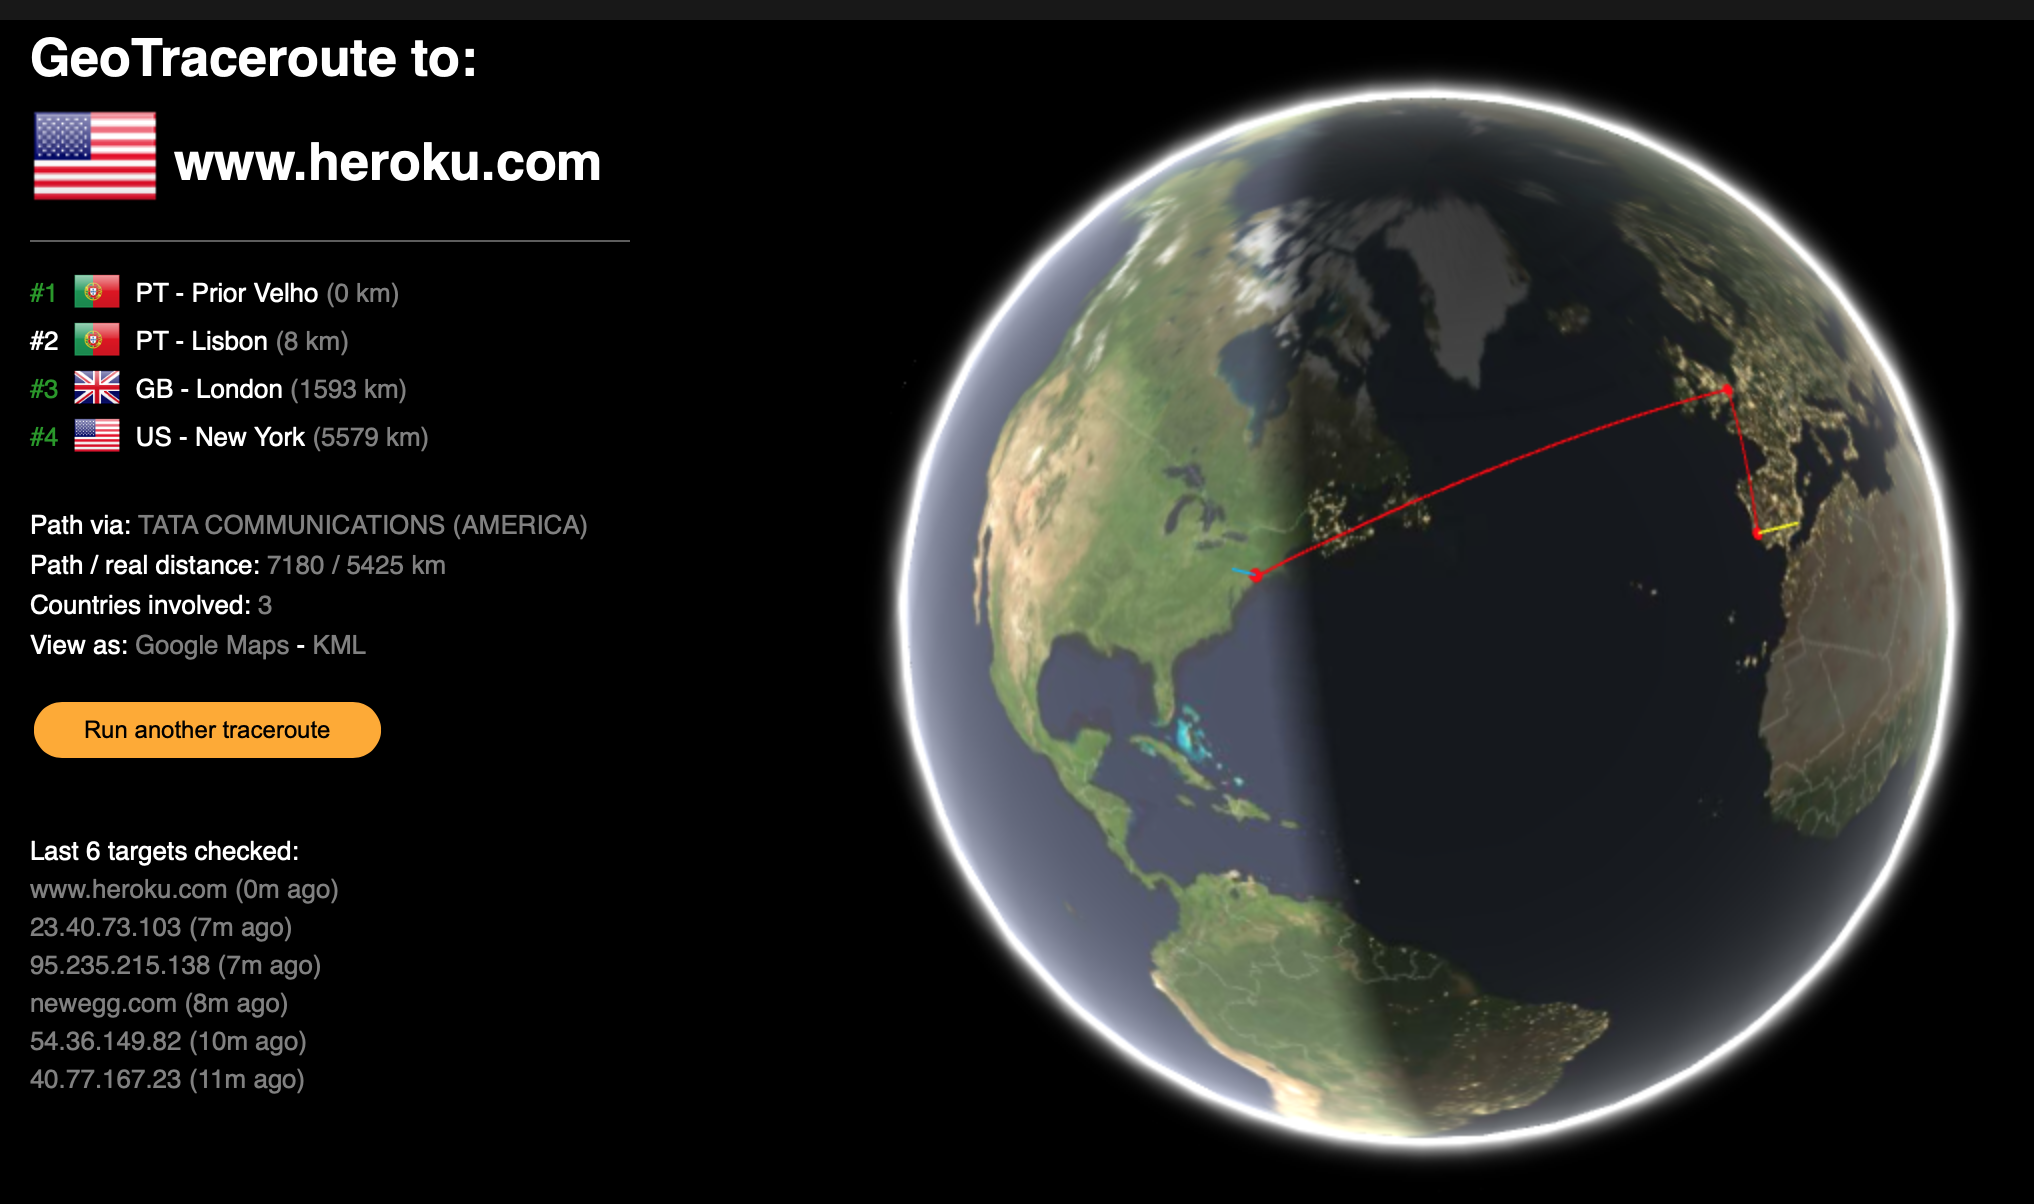 GeoTraceroute to:
www.heroku.com
#1 PT - Prior Velho (0 km)
#2 PT - Lisbon (8 km)
#3 GB - London (1593 km)
#4 US - New York (5579 km)
Path via: TATA COMMUNICATIONS (AMERICA)
Path / real distance: 7180 / 5425 km
Countries involved: 3
View as: Google Maps - KML
Run another traceroute
Last 6 targets checked:
www.heroku.com (0m ago)
23.40.73.103 (7m ago)
95.235.215.138 (7m ago)
newegg.com (8m ago)
54.36.149.82 (10m ago)
40.77.167.23 (11m ago)